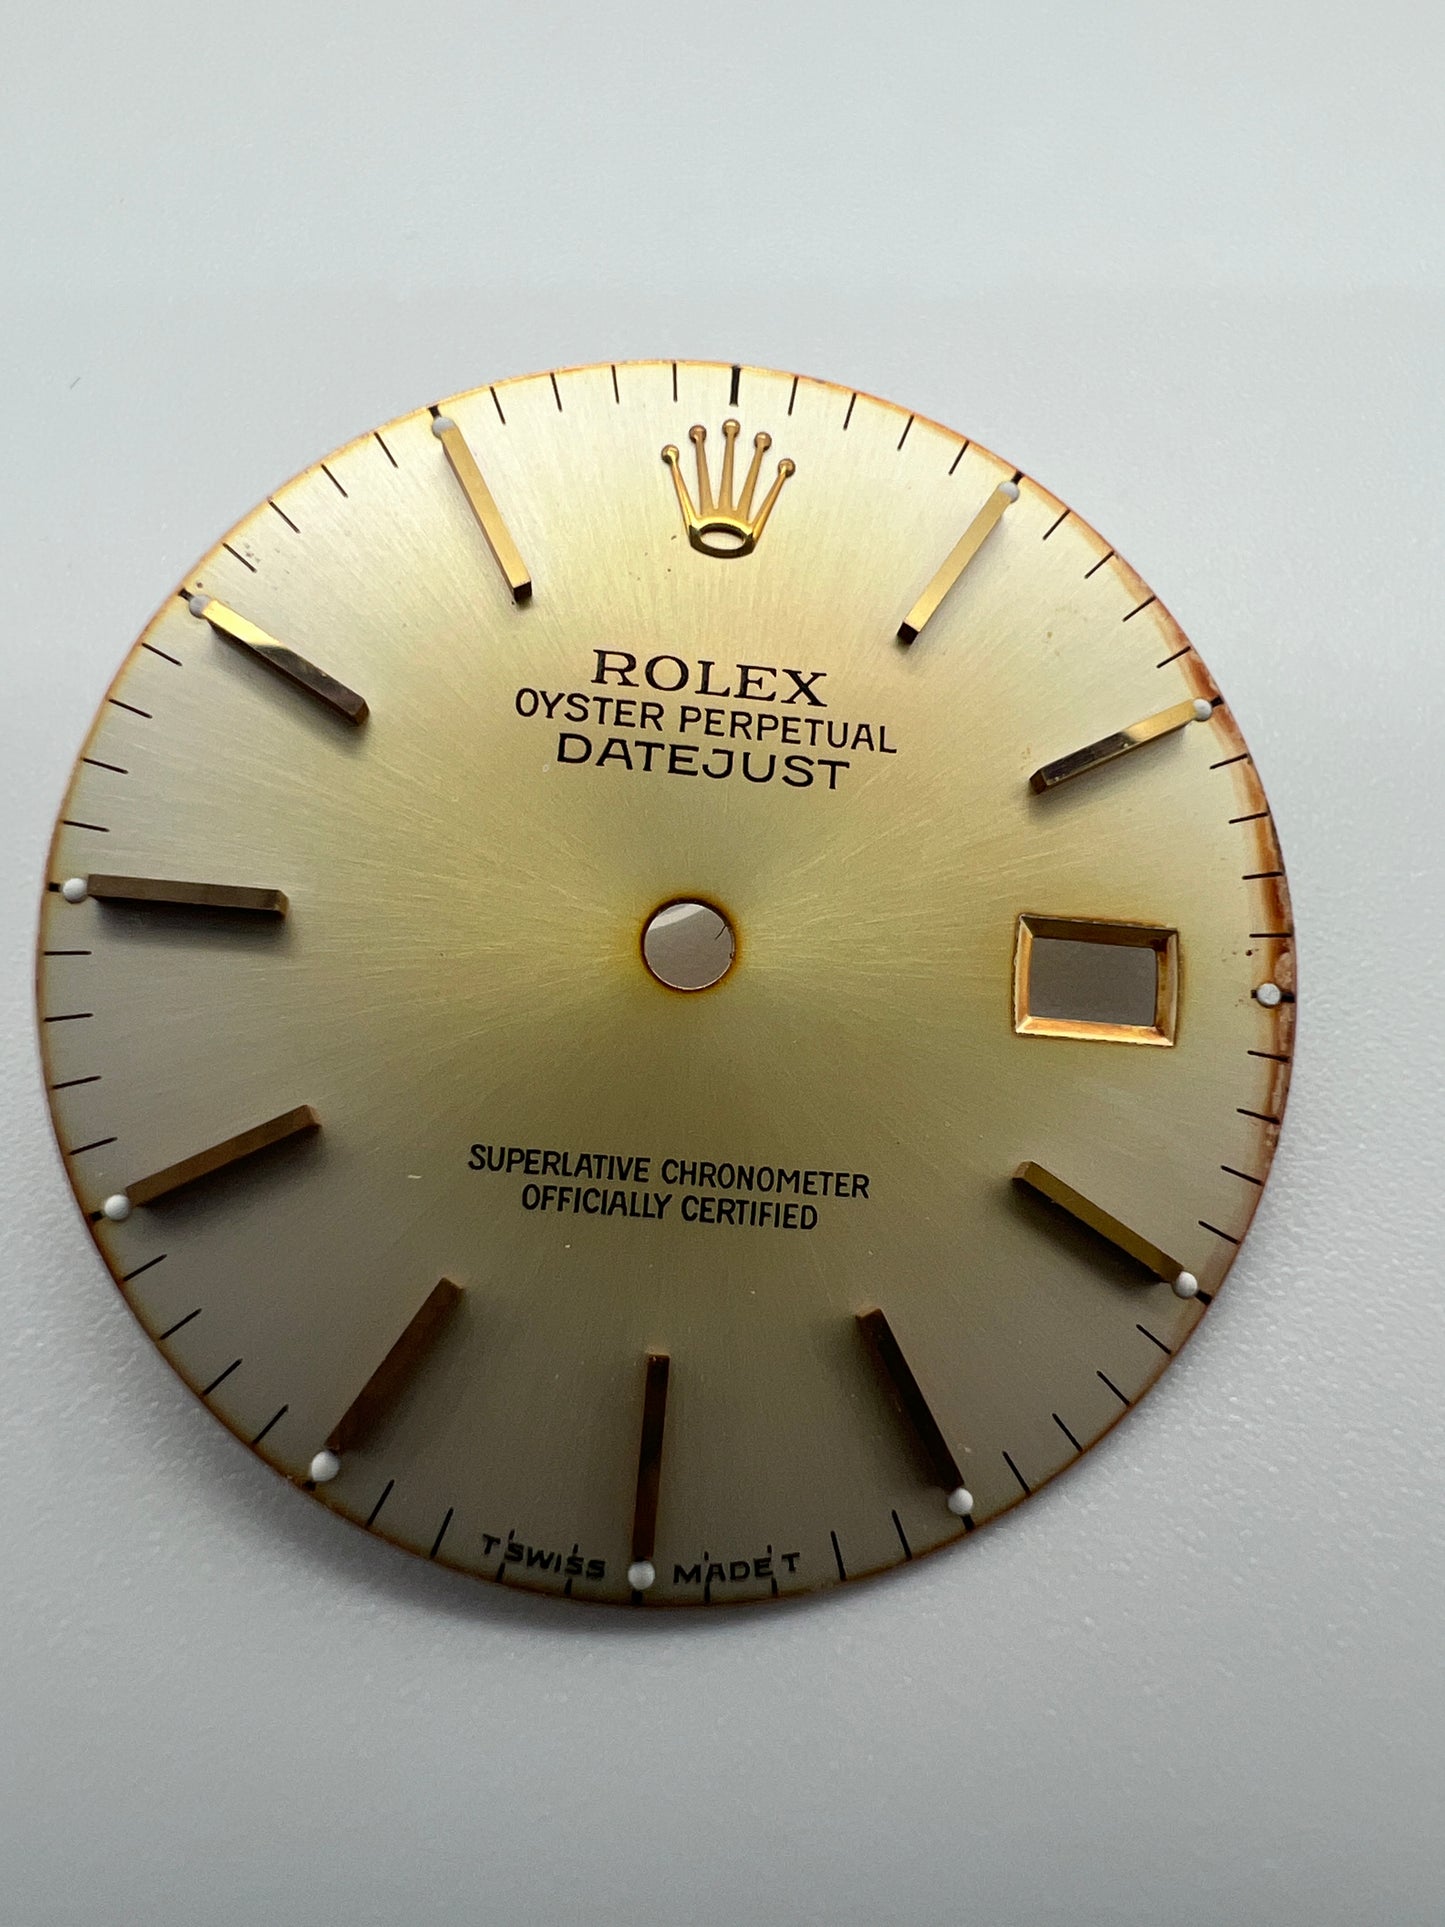 ROLEX
OYSTER PERPETUAL
DATEJUST
SUPERLATIVE CHRONOMETER
OFFICIALLY CERTIFIED
T SWISS MADE T